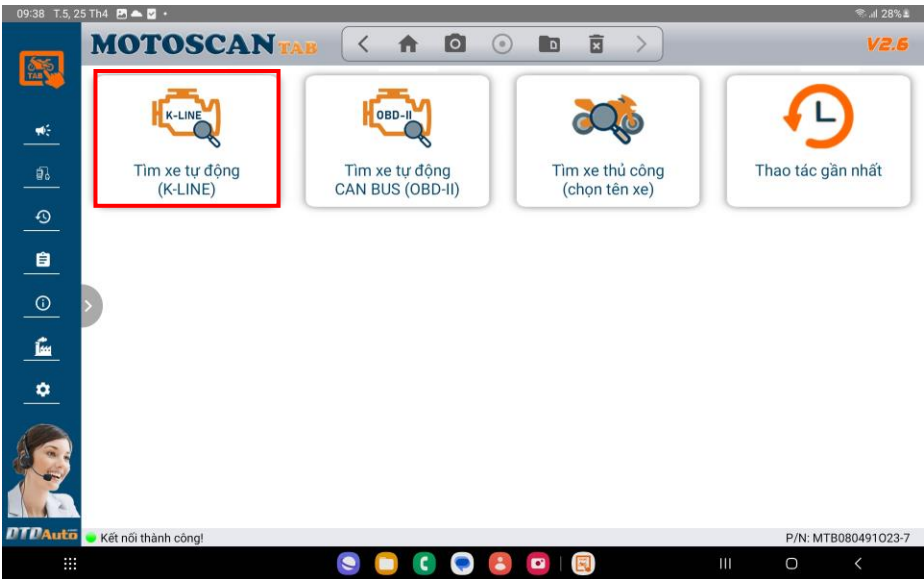 09:38 T.5, 25 Th4
28%
MOTOSCAN TAB
V2.6
TAB
K-LINE
OBD-II
Tìm xe tự động
(K-LINE)
Tìm xe tự động
CAN BUS (OBD-II)
Tìm xe thủ công
(chọn tên xe)
Thao tác gần nhất
DTDAuto
Kết nối thành công!
P/N: MTB080491O23-7